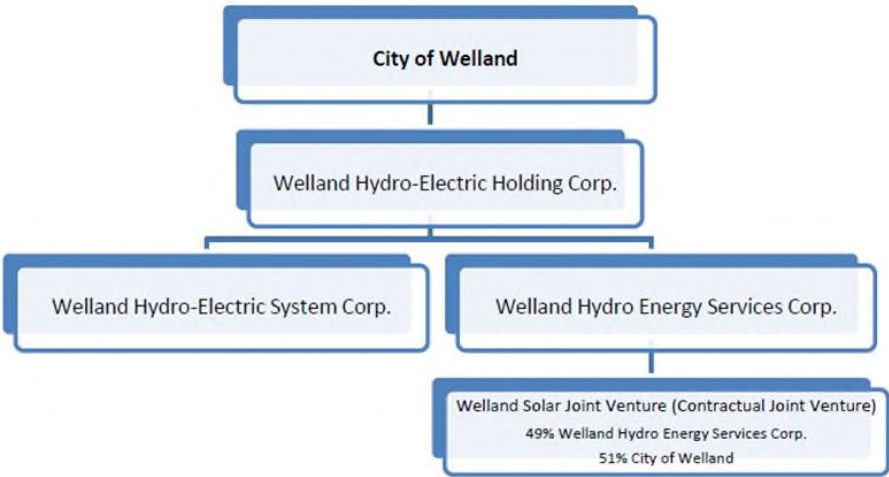 City of Welland
Welland Hydro-Electric Holding Corp.
Welland Hydro-Electric System Corp.
Welland Hydro Energy Services Corp.
Welland Solar Joint Venture (Contractual Joint Venture)
49% Welland Hydro Energy Services Corp.
51% City of Welland